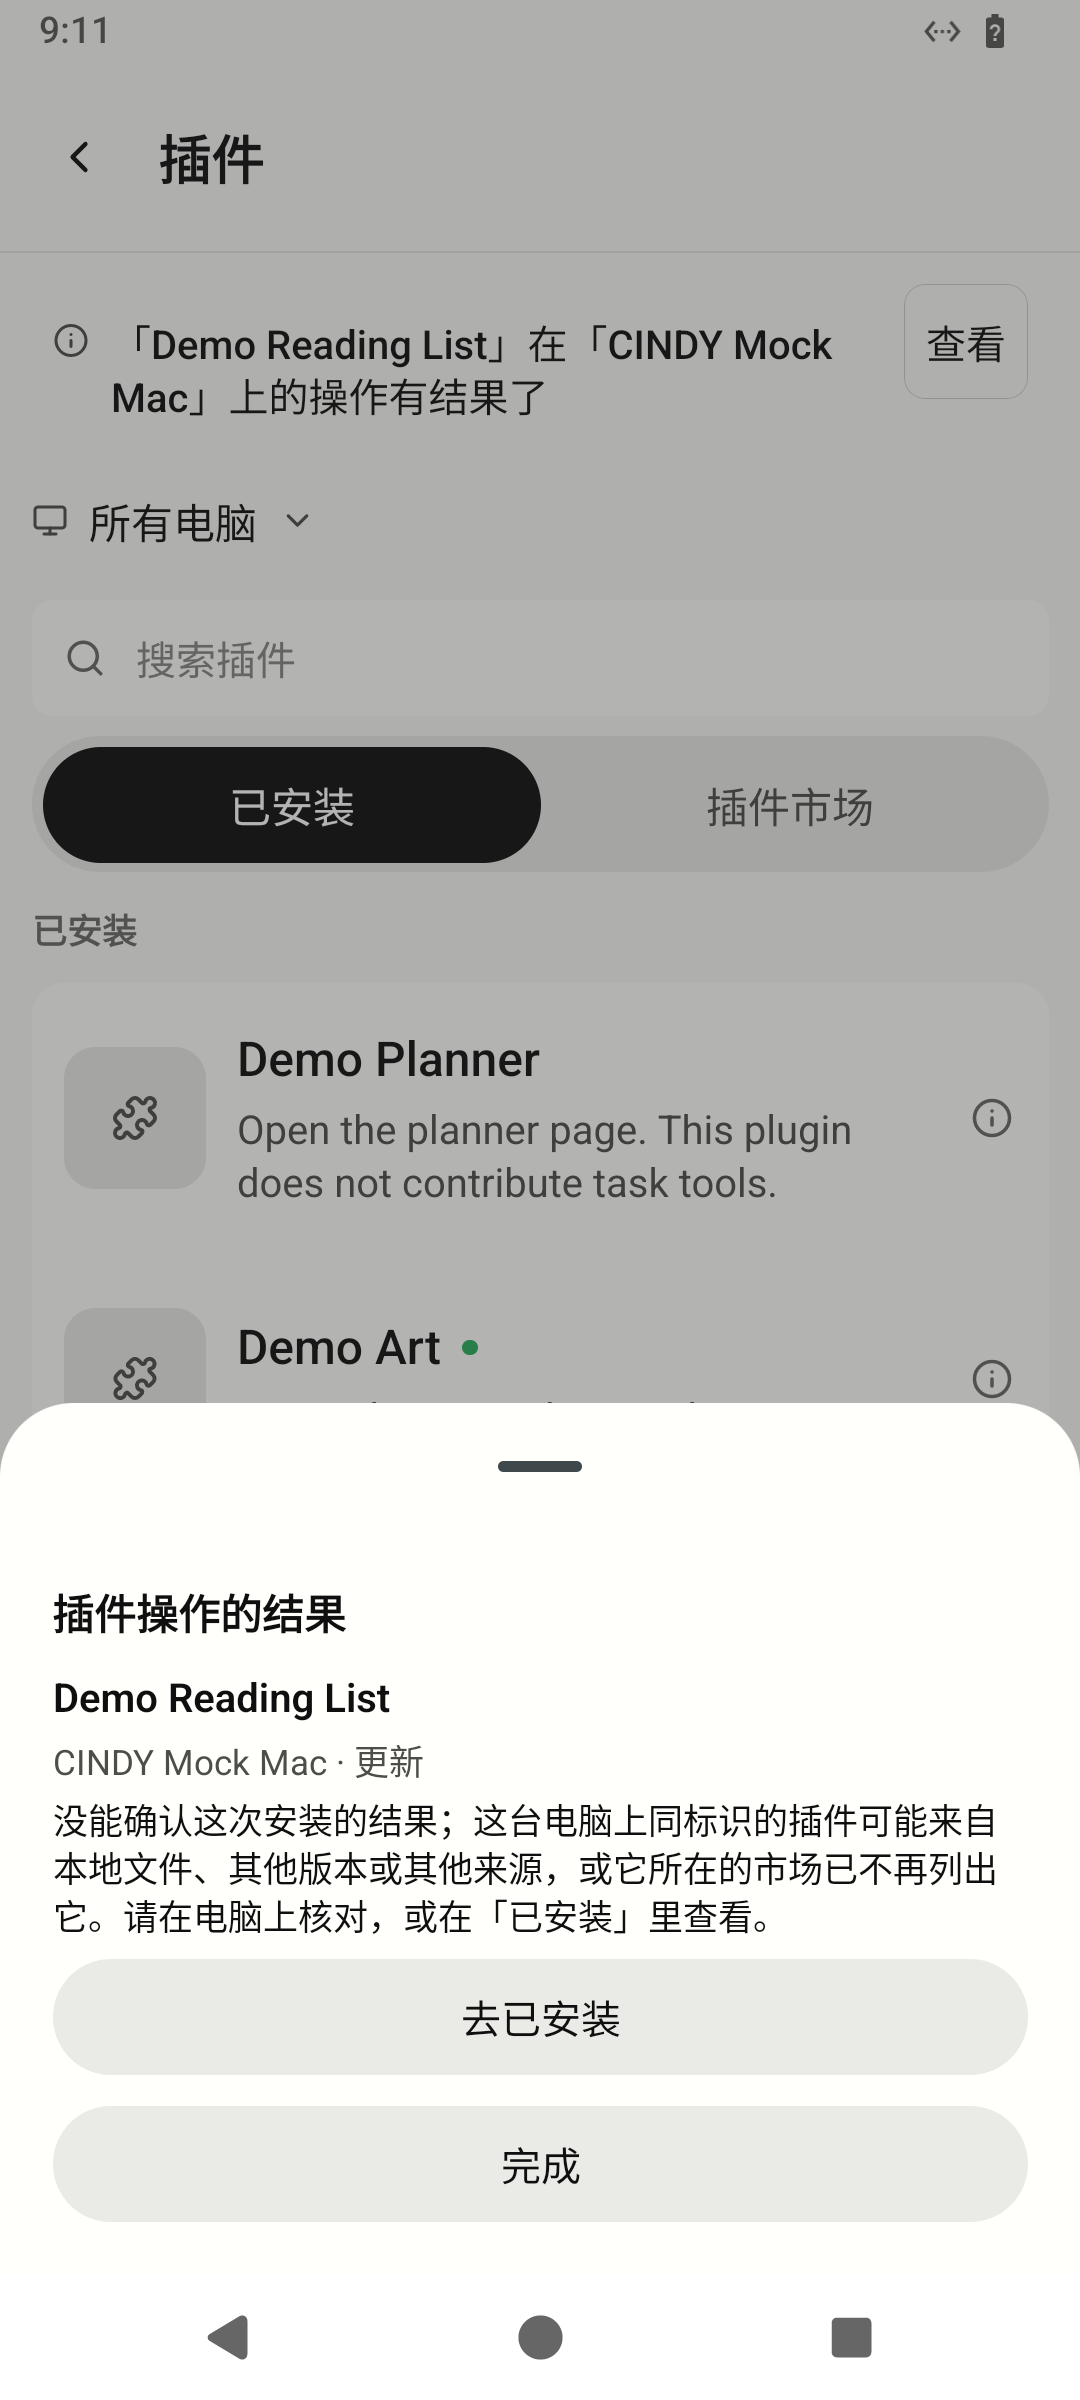 9:11
插件
「Demo Reading List」在「CINDY Mock
Mac」上的操作有结果了
查看
所有电脑
搜索插件
已安装
插件市场
已安装
Demo Planner
Open the planner page. This plugin
does not contribute task tools.
Demo Art
插件操作的结果
Demo Reading List
CINDY Mock Mac · 更新
没能确认这次安装的结果；这台电脑上同标识的插件可能来自
本地文件、其他版本或其他来源，或它所在的市场已不再列出
它。请在电脑上核对，或在「已安装」里查看。
去已安装
完成